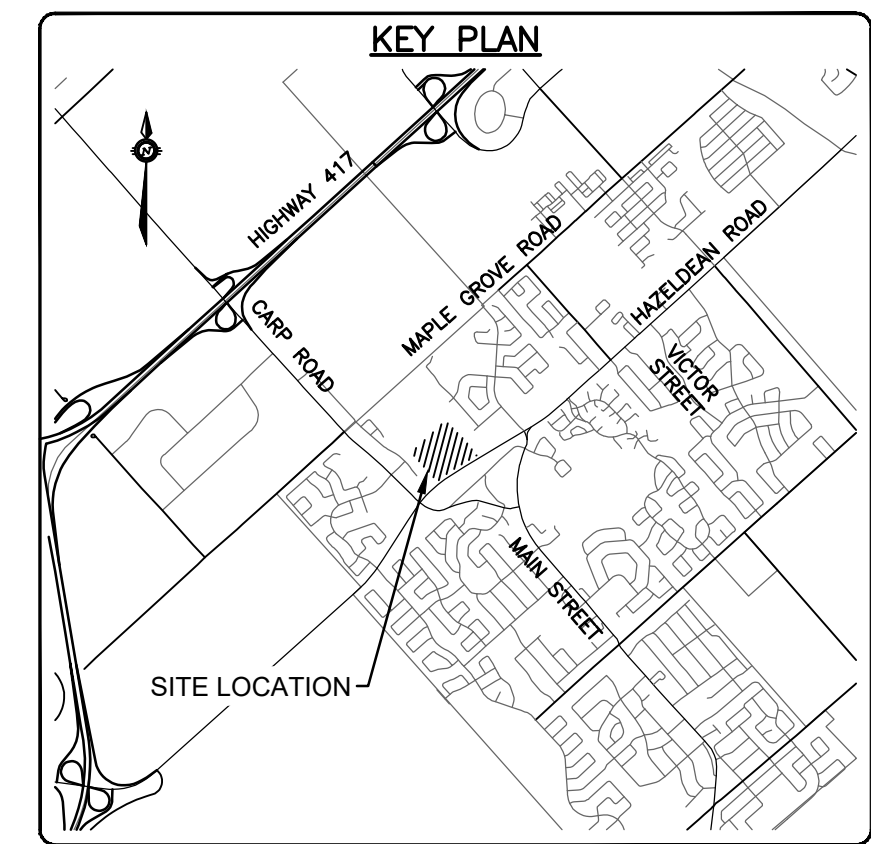 KEY PLAN
N
HIGHWAY 417
MAPLE GROVE ROAD
HAZELDEAN ROAD
CARP ROAD
VICTOR
STREET
MAIN STREET
SITE LOCATION